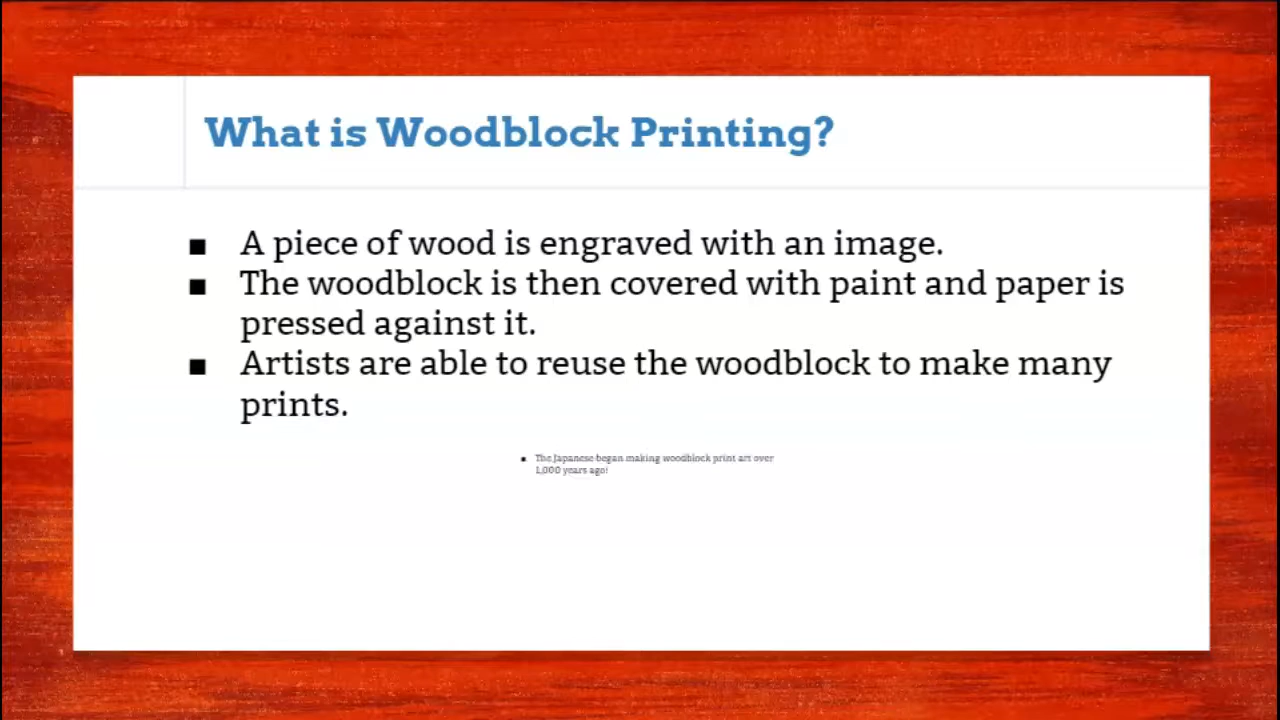 What is Woodblock Printing?
■ A piece of wood is engraved with an image.
■ The woodblock is then covered with paint and paper is
pressed against it.
■ Artists are able to reuse the woodblock to make many
prints.
■ The Japanese began making woodblock print art over
1,000 years ago!